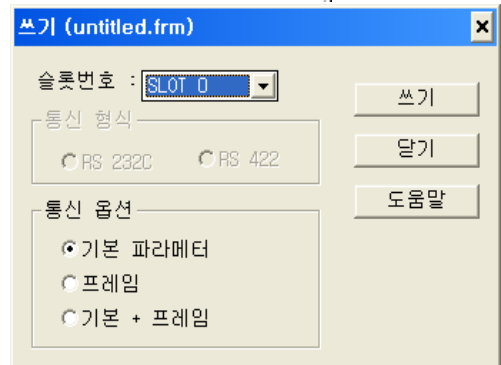 쓰기 (untitled.frm)
슬롯번호 : SLOT 0
쓰기
통신 형식
RS 232C RS 422
닫기
도움말
통신 옵션
기본 파라메터
프레임
기본 + 프레임